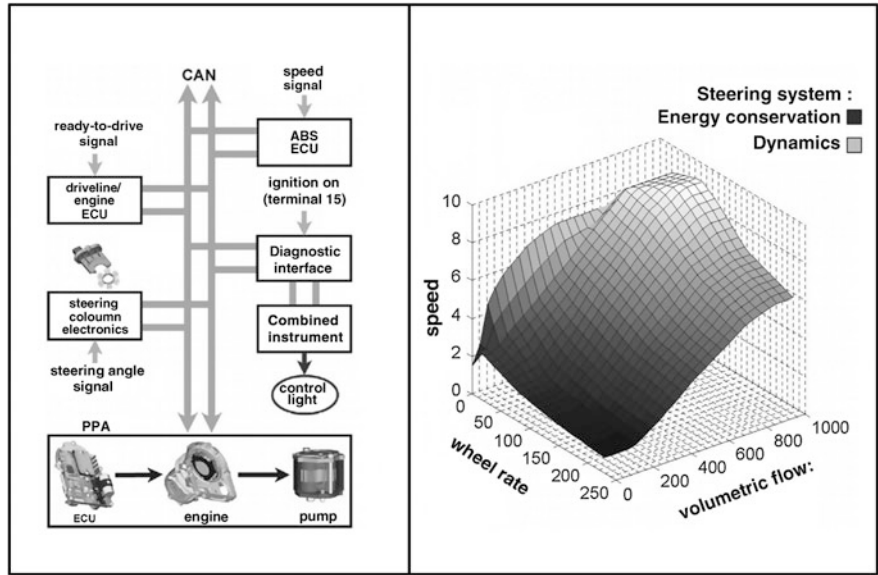 CAN
speed
signal
ready-to-drive
signal
ABS
ECU
driveline/
engine
ECU
ignition on
(terminal 15)
Diagnostic
interface
steering
coloumn
electronics
Combined
instrument
steering angle
signal
control
light
PPA
ECU
engine
pump
Steering system :
Energy conservation
Dynamics
10
8
6
4
2
0
speed
0
50
100
150
200
250
wheel rate
0
200
400
600
800
1000
volumetric flow: